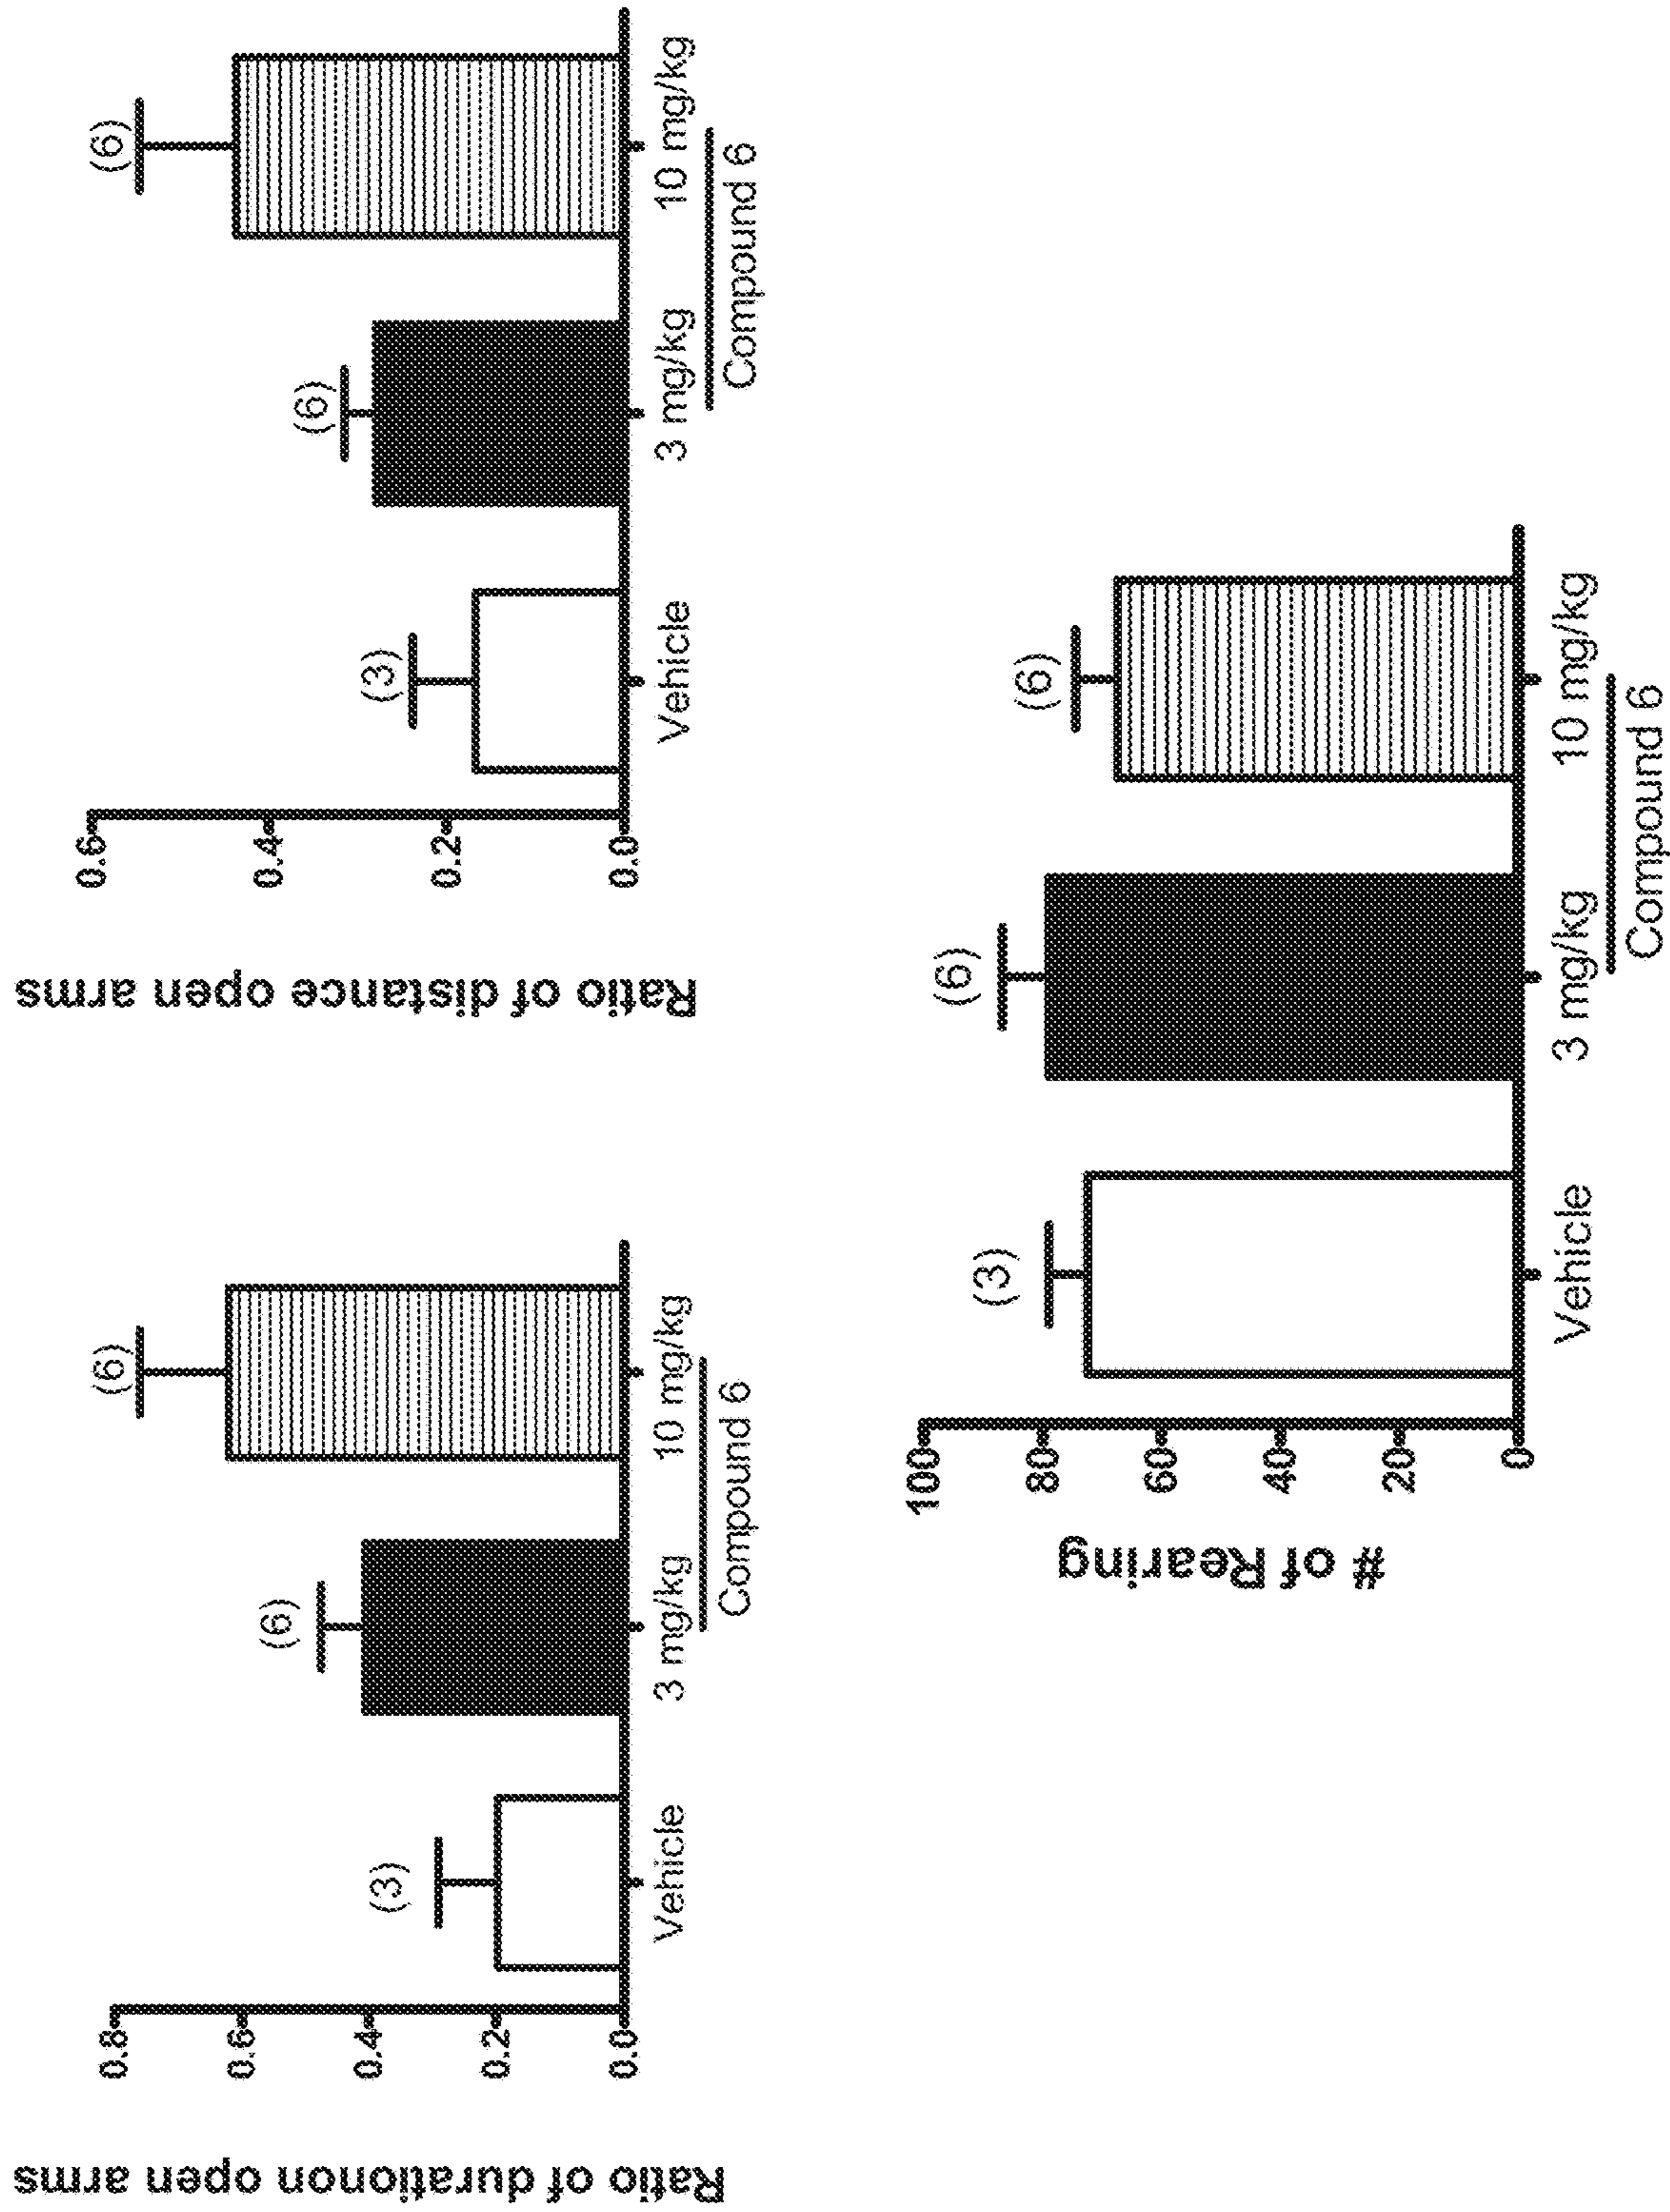 Ratio of durationon open arms
0.8
0.6
0.4
0.2
0.0
(3)
(6)
(6)
Vehicle
3 mg/kg
10 mg/kg
Compound 6
Ratio of distance open arms
0.6
0.4
0.2
0.0
(3)
(6)
(6)
Vehicle
3 mg/kg
10 mg/kg
Compound 6
# of Rearing
100
80
60
40
20
0
(3)
(6)
(6)
Vehicle
3 mg/kg
10 mg/kg
Compound 6